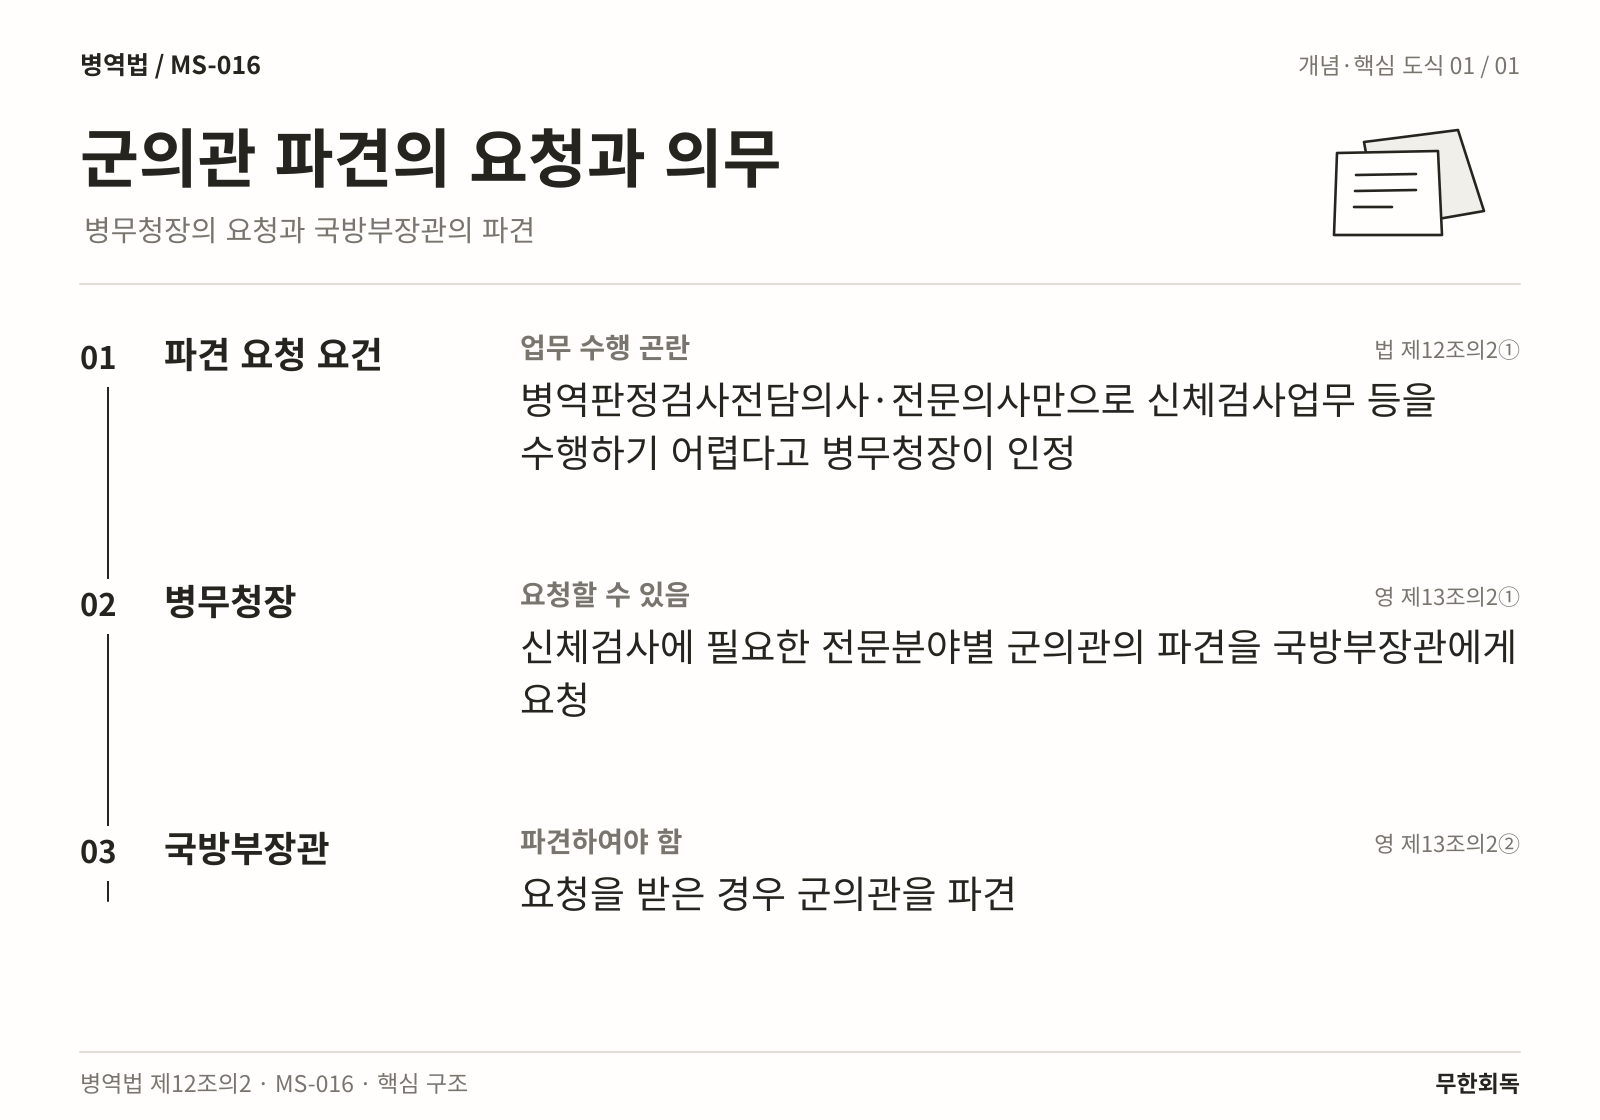 병역법 / MS-016
개념·핵심 도식 01 / 01
군의관 파견의 요청과 의무
병무청장의 요청과 국방부장관의 파견
01
파견 요청 요건
업무 수행 곤란
법 제12조의2①
병역판정검사전담의사·전문의사만으로 신체검사업무 등을
수행하기 어렵다고 병무청장이 인정
02
병무청장
요청할 수 있음
영 제13조의2①
신체검사에 필요한 전문분야별 군의관의 파견을 국방부장관에게
요청
03
국방부장관
파견하여야 함
영 제13조의2②
요청을 받은 경우 군의관을 파견
병역법 제12조의2 · MS-016 · 핵심 구조
무한회독